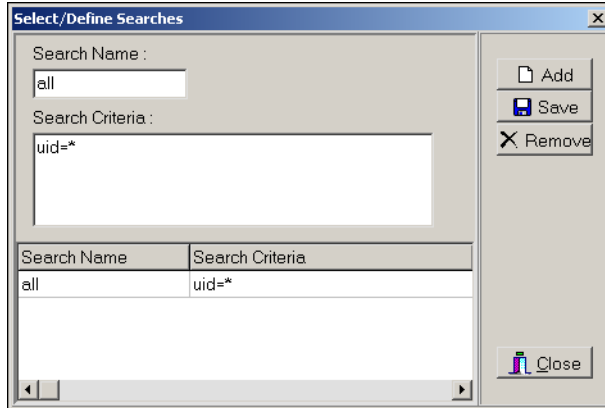 Select/Define Searches
Search Name :
all
Search Criteria :
uid=*
Add
Save
Remove
Search Name Search Criteria
all uid=*
Close